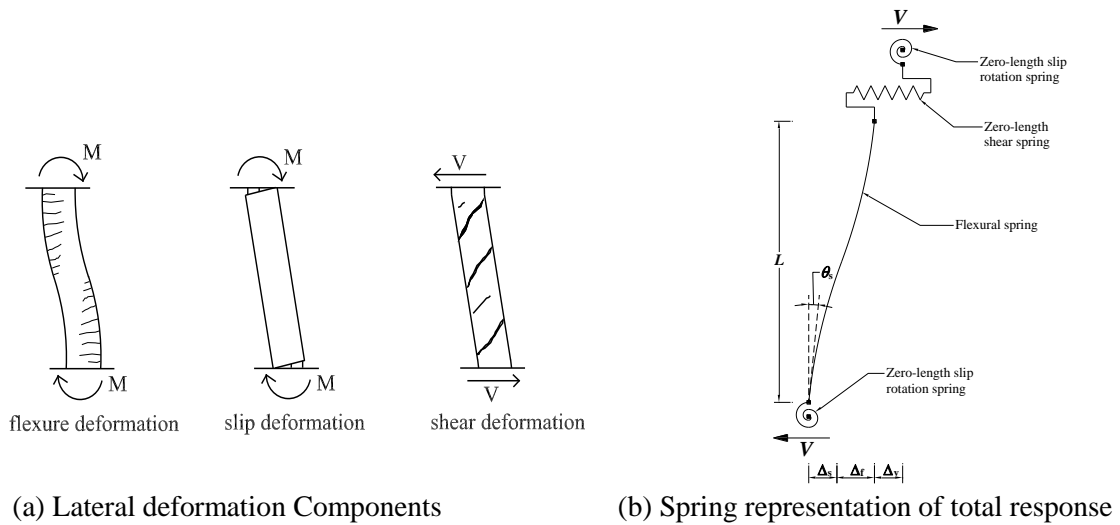 M
M
flexure deformation
M
M
slip deformation
V
V
shear deformation
V
Zero-length slip
rotation spring
Zero-length
shear spring
Flexural spring
L
θs
Zero-length slip
rotation spring
V
Δs Δf Δv
(a) Lateral deformation Components
(b) Spring representation of total response